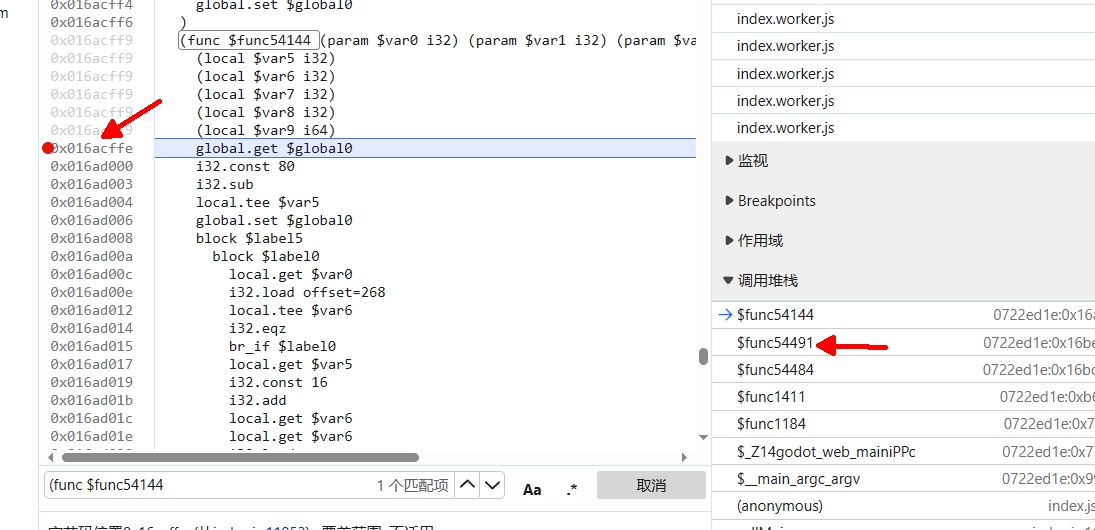 m
0x016acff4 global.set $global0
0x016acff6 )
0x016acff9 (func $func54144 (param $var0 i32) (param $var1 i32) (param $va
0x016acff9 (local $var5 i32)
0x016acff9 (local $var6 i32)
0x016acff9 (local $var7 i32)
0x016acff9 (local $var8 i32)
(local $var9 i64)
0x016acffe global.get $global0
0x016ad000 i32.const 80
0x016ad003 i32.sub
0x016ad004 local.tee $var5
0x016ad006 global.set $global0
0x016ad008 block $label5
0x016ad00a block $label0
0x016ad00c local.get $var0
0x016ad00e i32.load offset=268
0x016ad012 local.tee $var6
0x016ad014 i32.eqz
0x016ad015 br_if $label0
0x016ad017 local.get $var5
0x016ad019 i32.const 16
0x016ad01b i32.add
0x016ad01c local.get $var6
0x016ad01e local.get $var6
(func $func54144
1 个匹配项
Aa
.*
取消
index.worker.js
index.worker.js
index.worker.js
index.worker.js
index.worker.js
监视
Breakpoints
作用域
调用堆栈
$func54144 0722ed1e:0x16a
$func54491 0722ed1e:0x16be
$func54484 0722ed1e:0x16bc
$func1411 0722ed1e:0xb6
$func1184 0722ed1e:0x7
$_Z14godot_web_mainiPPc 0722ed1e:0x7
$__main_argc_argv 0722ed1e:0x99
(anonymous) index.js